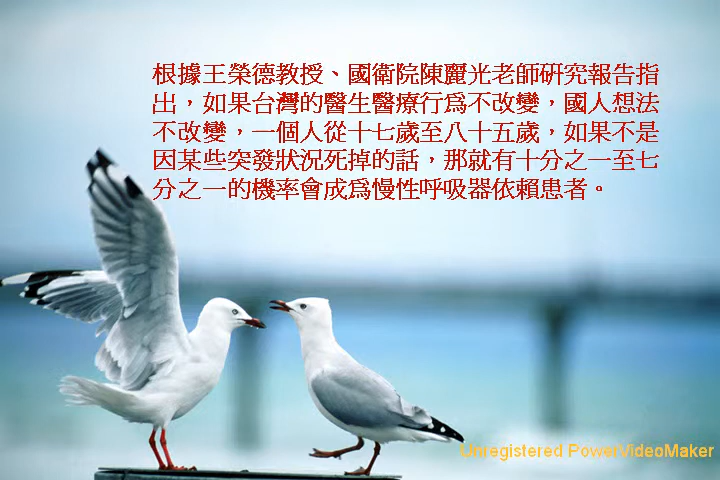 根據王榮德教授、國衛院陳麗光老師研究報告指
出，如果台灣的醫生醫療行為不改變，國人想法
不改變，一個人從十七歲至八十五歲，如果不是
因某些突發狀況死掉的話，那就有十分之一至七
分之一的機率會成為慢性呼吸器依賴患者。
Unregistered PowerVideoMaker